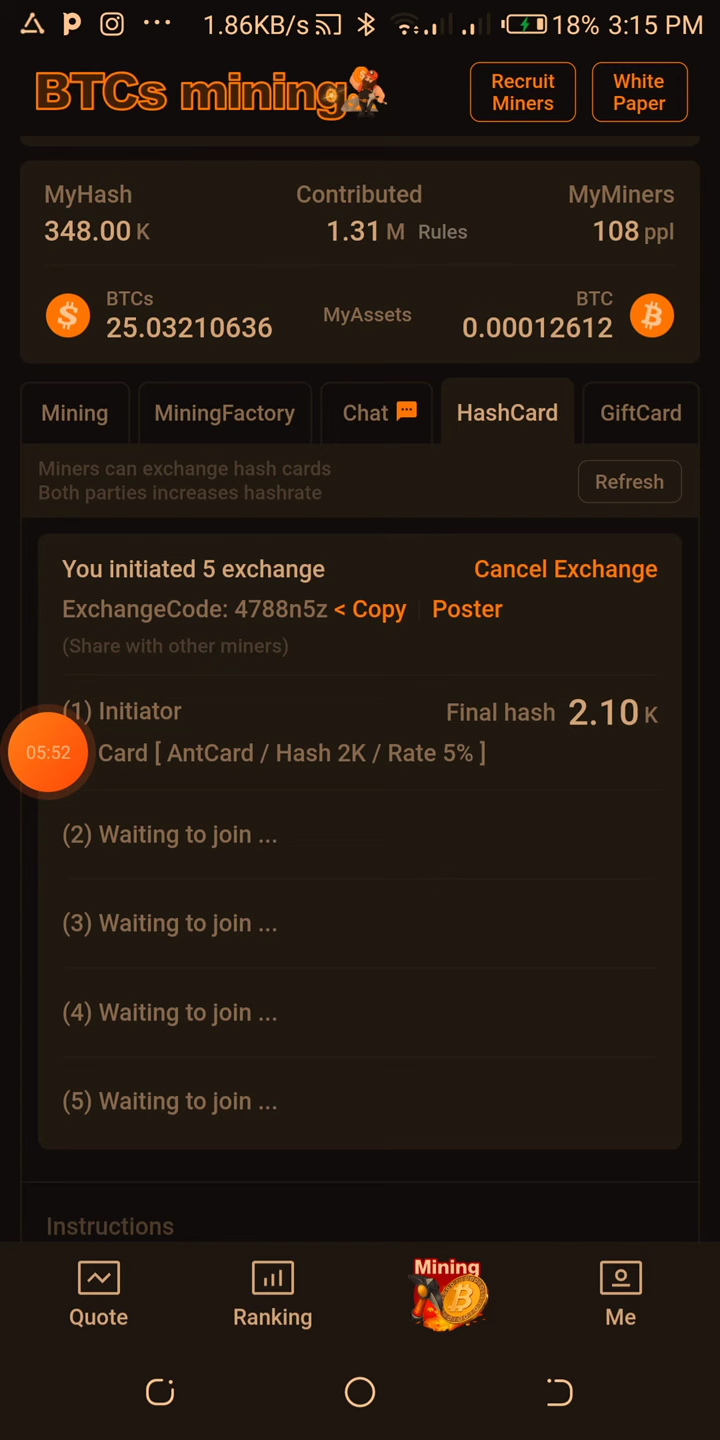 1.86KB/s 18% 3:15 PM
BTCs mining
Recruit Miners
White Paper
MyHash Contributed MyMiners
348.00 K 1.31 M Rules 108 ppl
BTCs MyAssets BTC
25.03210636 0.00012612
Mining MiningFactory Chat HashCard GiftCard
Miners can exchange hash cards
Both parties increases hashrate
Refresh
You initiated 5 exchange Cancel Exchange
ExchangeCode: 4788n5z < Copy Poster
(Share with other miners)
(1) Initiator Final hash 2.10 K
05:52 Card [ AntCard / Hash 2K / Rate 5% ]
(2) Waiting to join ...
(3) Waiting to join ...
(4) Waiting to join ...
(5) Waiting to join ...
Instructions
Mining
Quote Ranking Me